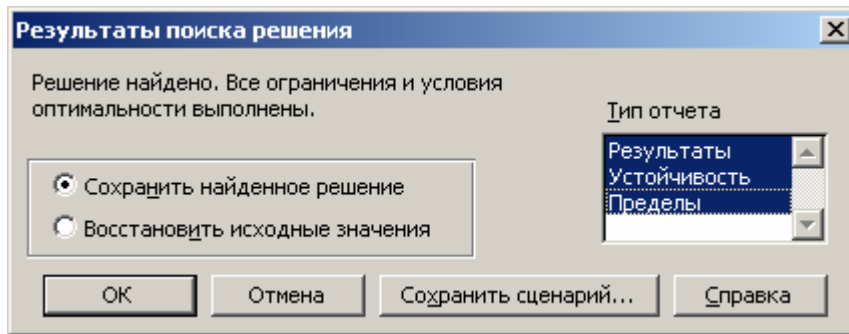 Результаты поиска решения
Решение найдено. Все ограничения и условия
оптимальности выполнены.
Тип отчета
Результаты
Устойчивость
Пределы
Сохранить найденное решение
Восстановить исходные значения
ОК
Отмена
Сохранить сценарий...
Справка